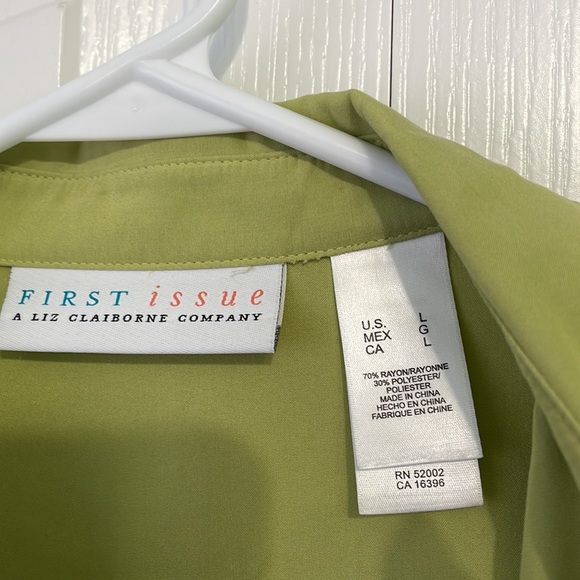 FIRST issue
A LIZ CLAIBORNE COMPANY
U.S. L
MEX G
CA L
70% RAYON/RAYONNE
30% POLYESTER/
POLIESTER
MADE IN CHINA
HECHO EN CHINA
FABRIQUE EN CHINE
RN 52002
CA 16396